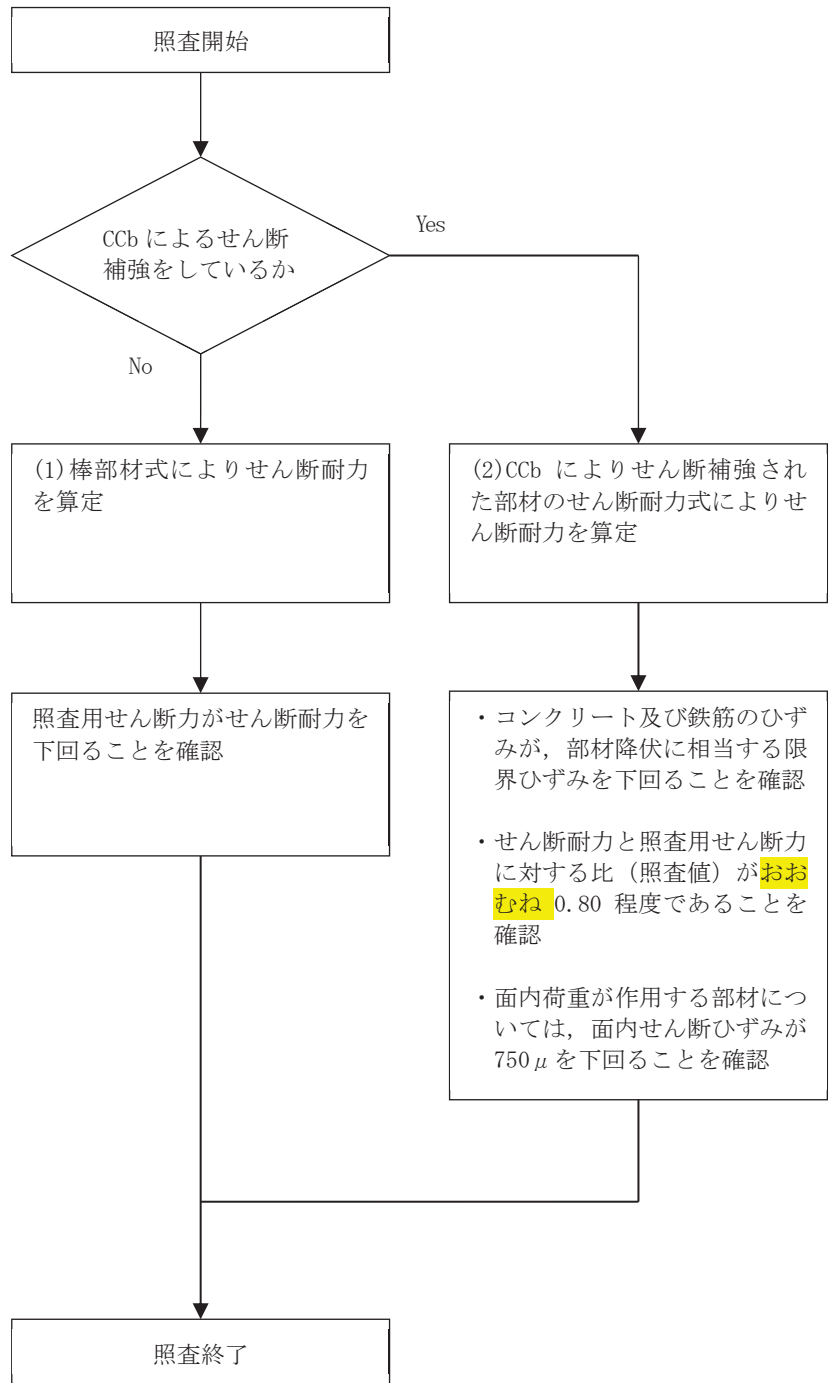 照査開始
CCb によるせん断
補強をしているか
Yes
No
(1)棒部材式によりせん断耐力
を算定
(2)CCb によりせん断補強され
た部材のせん断耐力式によりせ
ん断耐力を算定
照査用せん断力がせん断耐力を
下回ることを確認
・コンクリート及び鉄筋のひず
みが，部材降伏に相当する限
界ひずみを下回ることを確認
・せん断耐力と照査用せん断力
に対する比（照査値）がおお
むね 0.80 程度であることを
確認
・面内荷重が作用する部材につ
いては，面内せん断ひずみが
750μを下回ることを確認
照査終了